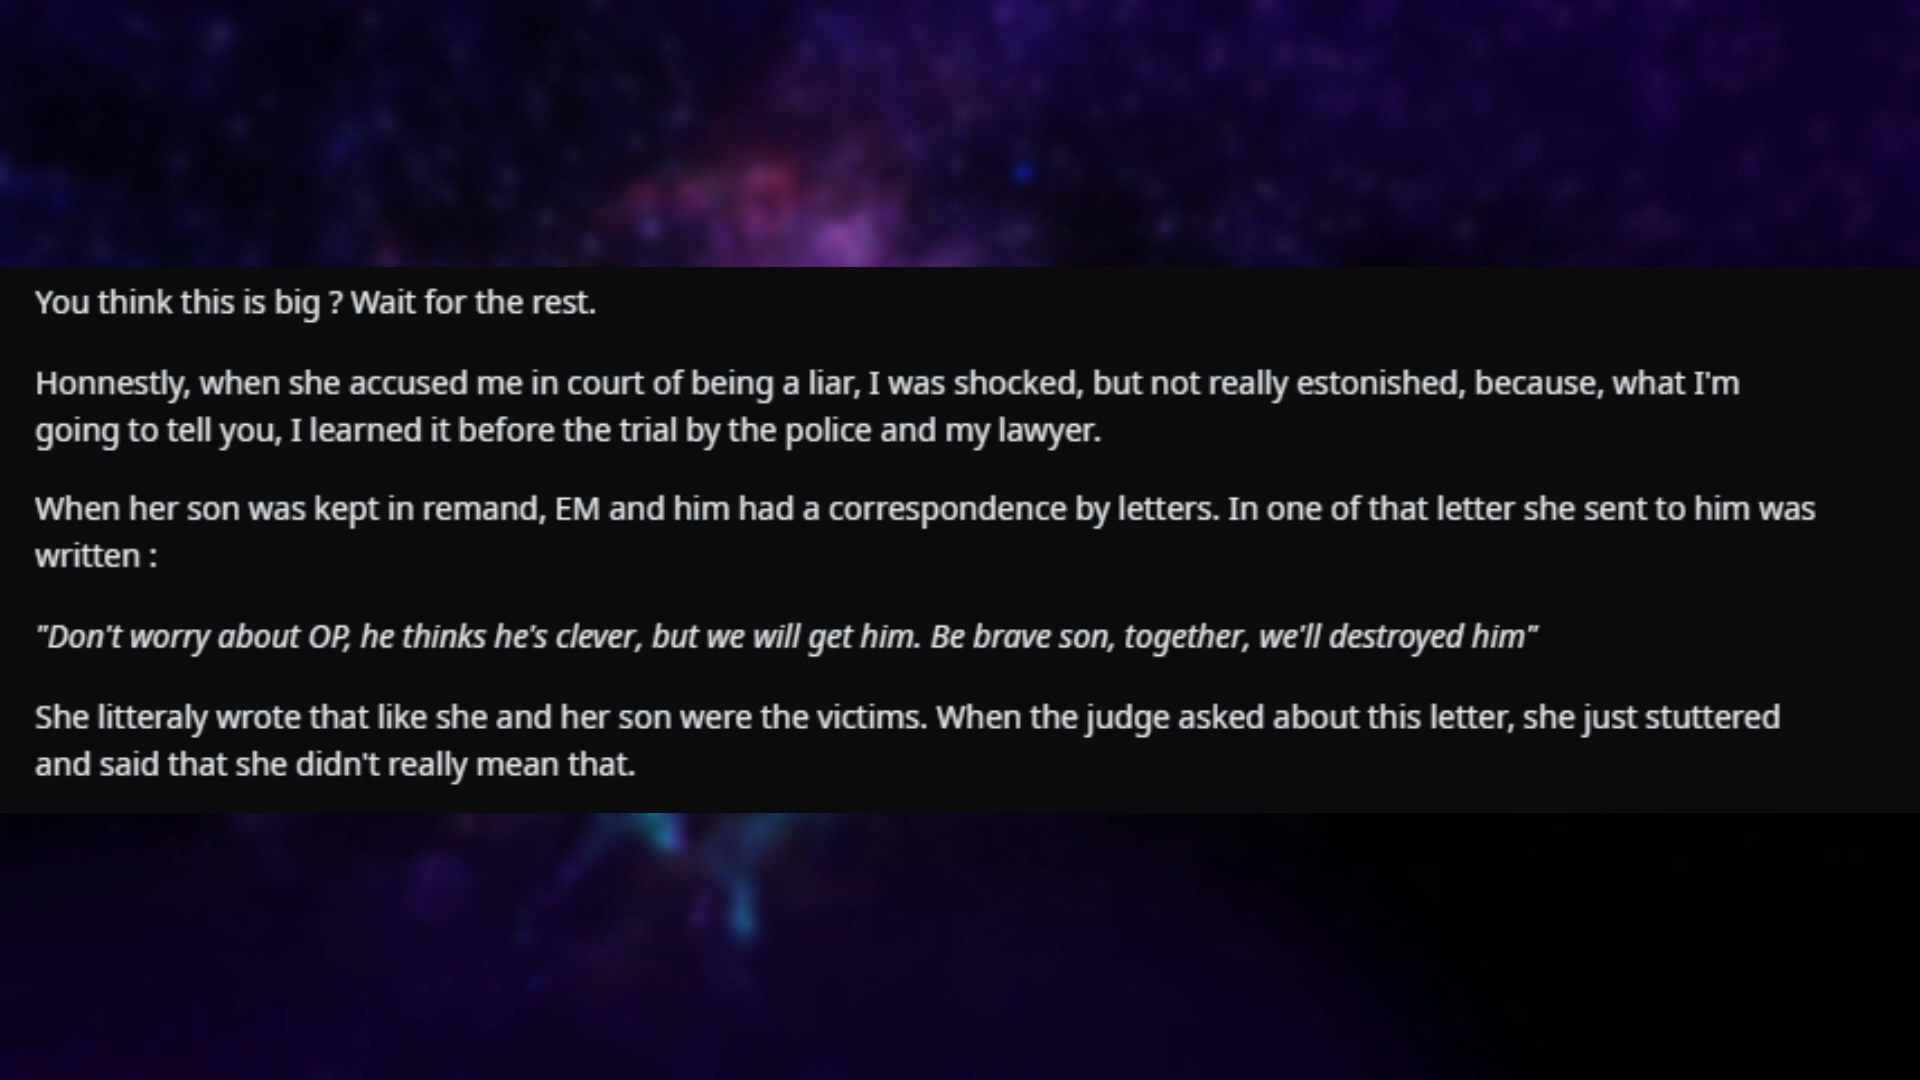 You think this is big ? Wait for the rest.
Honnestly, when she accused me in court of being a liar, I was shocked, but not really estonished, because, what I'm
going to tell you, I learned it before the trial by the police and my lawyer.
When her son was kept in remand, EM and him had a correspondence by letters. In one of that letter she sent to him was
written :
"Don't worry about OP, he thinks he's clever, but we will get him. Be brave son, together, we'll destroyed him"
She litteraly wrote that like she and her son were the victims. When the judge asked about this letter, she just stuttered
and said that she didn't really mean that.